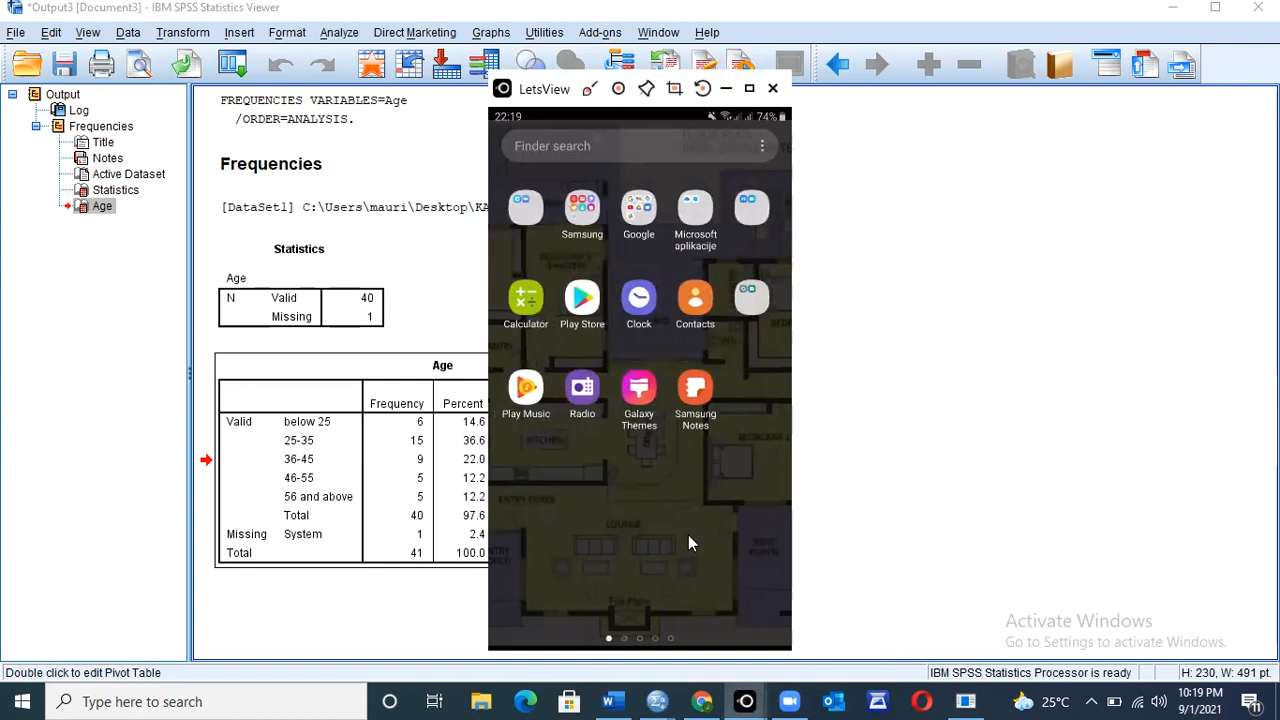 *Output3 [Document3] - IBM SPSS Statistics Viewer
File Edit View Data Transform Insert Format Analyze Direct Marketing Graphs Utilities Add-ons Window Help
Output
Log
Frequencies
Title
Notes
Active Dataset
Statistics
Age
FREQUENCIES VARIABLES=Age
/ORDER=ANALYSIS.
Frequencies
[DataSet1] C:\Users\mauri\Desktop\KA
Statistics
Age
N Valid 40
Missing 1
Age
Frequency Percent
Valid below 25 6 14.6
25-35 15 36.6
36-45 9 22.0
46-55 5 12.2
56 and above 5 12.2
Total 40 97.6
Missing System 1 2.4
Total 41 100.0
LetsView
22:19 74%
Finder search
Samsung Google Microsoft aplikacije
Calculator Play Store Clock Contacts
Play Music Radio Galaxy Themes Samsung Notes
KITCHEN
ENTRY PORCH
LOUNGE
Activate Windows
Go to Settings to activate Windows.
Double click to edit Pivot Table
IBM SPSS Statistics Processor is ready H: 230, W: 491 pt.
Type here to search
25°C
10:19 PM
9/1/2021
11